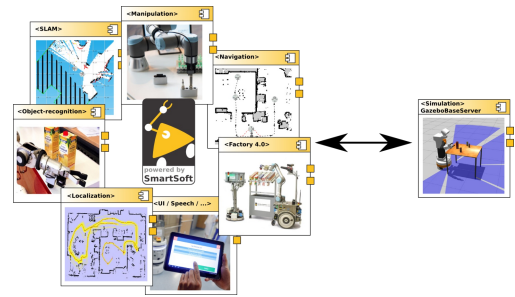 <Manipulation>
<SLAM>
<Navigation>
<Object-recognition>
<Simulation>
GazeboBaseServer
<Factory 4.0>
powered by
SmartSoft
<Localization>
<UI / Speech / ...>